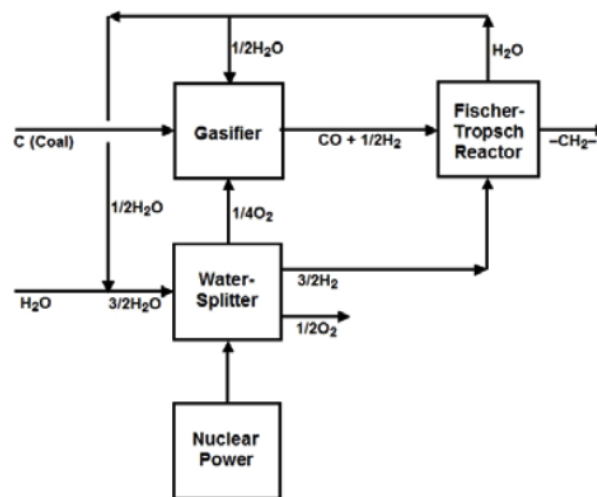 1/2H₂O
H₂O
Gasifier
Fischer-
Tropsch
Reactor
C (Coal)
CO + 1/2H₂
–CH₂–
1/2H₂O
1/4O₂
Water-
Splitter
H₂O
3/2H₂O
3/2H₂
1/2O₂
Nuclear
Power